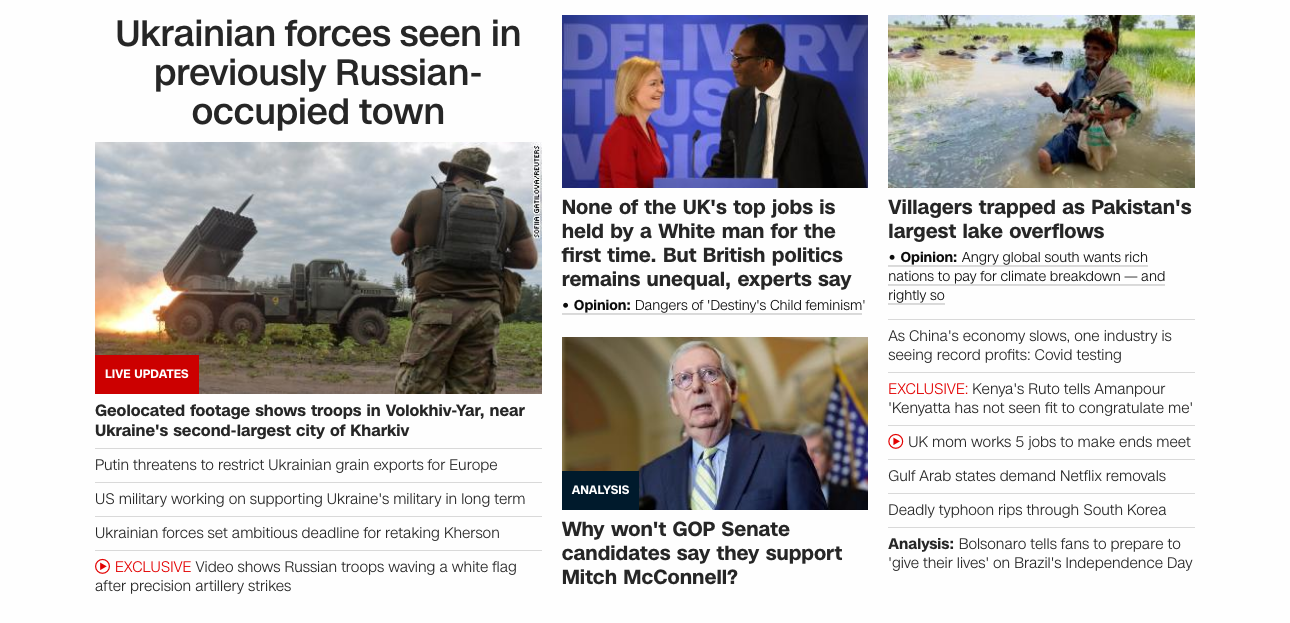 Ukrainian forces seen in
previously Russian-
occupied town
SOFIIA GATILOVA/REUTERS
9
LIVE UPDATES
Geolocated footage shows troops in Volokhiv-Yar, near
Ukraine's second-largest city of Kharkiv
Putin threatens to restrict Ukrainian grain exports for Europe
US military working on supporting Ukraine's military in long term
Ukrainian forces set ambitious deadline for retaking Kherson
EXCLUSIVE Video shows Russian troops waving a white flag
after precision artillery strikes
DELIVERY
TRUS
VISIO
None of the UK's top jobs is
held by a White man for the
first time. But British politics
remains unequal, experts say
• Opinion: Dangers of 'Destiny's Child feminism'
ANALYSIS
Why won't GOP Senate
candidates say they support
Mitch McConnell?
Villagers trapped as Pakistan's
largest lake overflows
• Opinion: Angry global south wants rich
nations to pay for climate breakdown — and
rightly so
As China's economy slows, one industry is
seeing record profits: Covid testing
EXCLUSIVE: Kenya's Ruto tells Amanpour
'Kenyatta has not seen fit to congratulate me'
UK mom works 5 jobs to make ends meet
Gulf Arab states demand Netflix removals
Deadly typhoon rips through South Korea
Analysis: Bolsonaro tells fans to prepare to
'give their lives' on Brazil's Independence Day